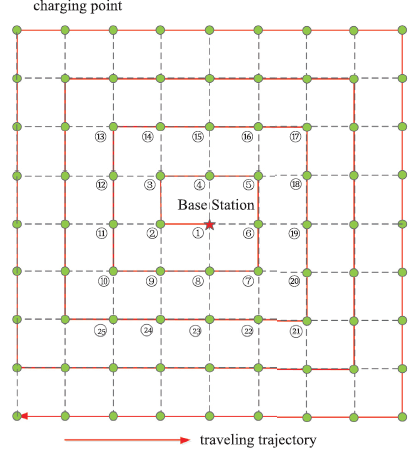 charging point
⑬ ⑭ ⑮ ⑯ ⑰
⑫ ③ ④ ⑤ ⑱
Base Station
⑪ ② ① ⑥ ⑲
⑩ ⑨ ⑧ ⑦ ⑳
㉕ ㉔ ㉓ ㉒ ㉑
traveling trajectory